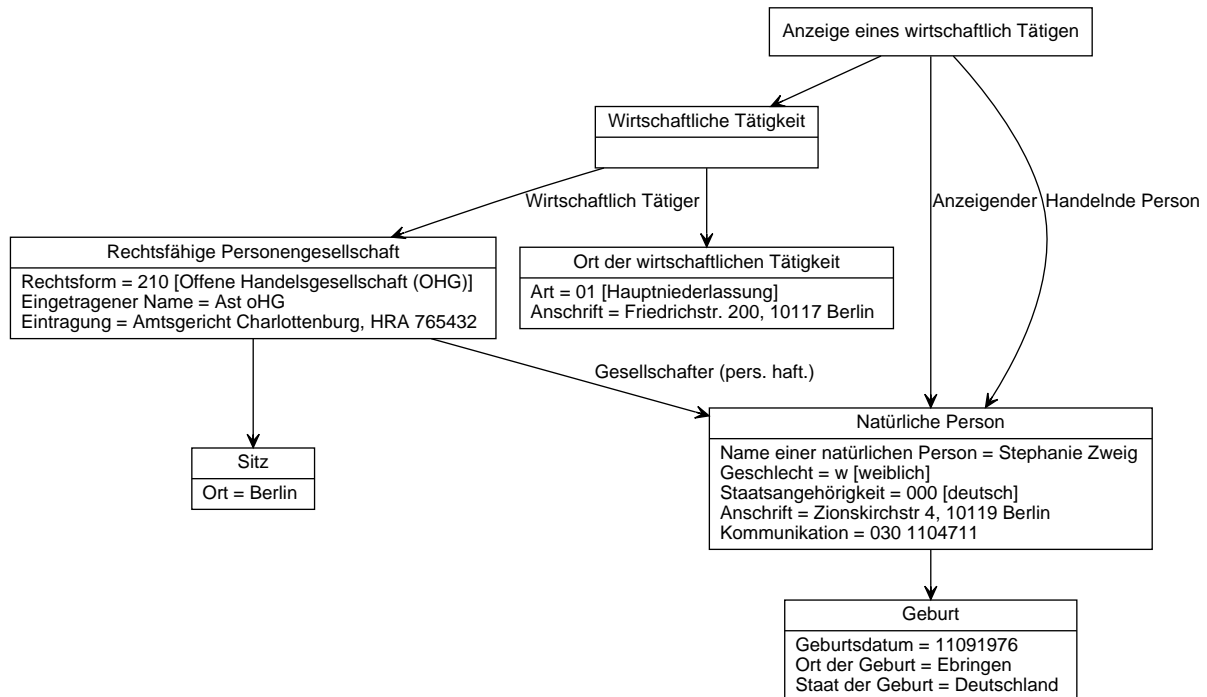 Anzeige eines wirtschaftlich Tätigen
Wirtschaftliche Tätigkeit
Wirtschaftlich Tätiger
Anzeigender
Handelnde Person
Rechtsfähige Personengesellschaft
Rechtsform = 210 [Offene Handelsgesellschaft (OHG)]
Eingetragener Name = Ast oHG
Eintragung = Amtsgericht Charlottenburg, HRA 765432
Ort der wirtschaftlichen Tätigkeit
Art = 01 [Hauptniederlassung]
Anschrift = Friedrichstr. 200, 10117 Berlin
Gesellschafter (pers. haft.)
Sitz
Ort = Berlin
Natürliche Person
Name einer natürlichen Person = Stephanie Zweig
Geschlecht = w [weiblich]
Staatsangehörigkeit = 000 [deutsch]
Anschrift = Zionskirchstr 4, 10119 Berlin
Kommunikation = 030 1104711
Geburt
Geburtsdatum = 11091976
Ort der Geburt = Ebringen
Staat der Geburt = Deutschland